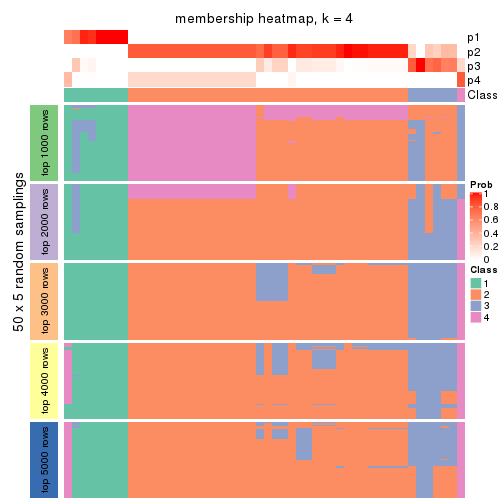 membership heatmap, k = 4
p1
p2
p3
p4
Class
50 x 5 random samplings
top 1000 rows
top 2000 rows
top 3000 rows
top 4000 rows
top 5000 rows
Prob
1
0.8
0.6
0.4
0.2
0
Class
1
2
3
4